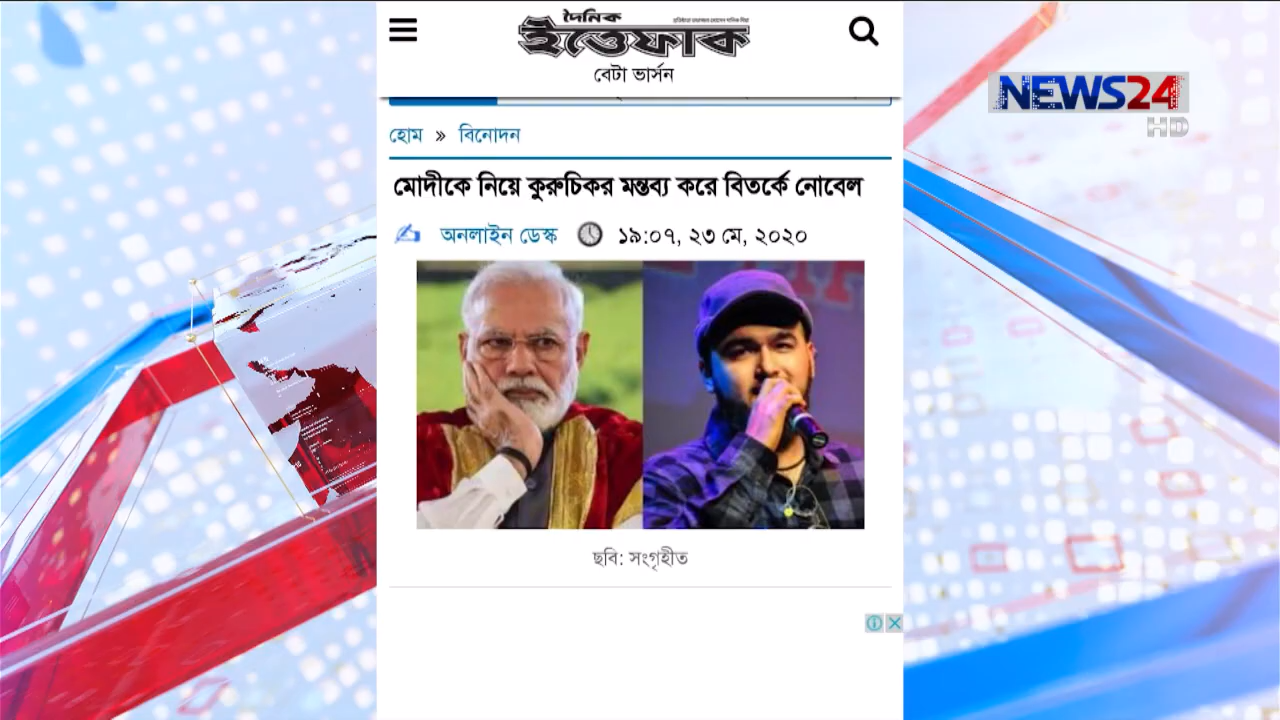 দৈনিক
ইত্তেফাক
বেটা ভার্সন
NEWS24
HD
হোম » বিনোদন
মোদীকে নিয়ে কুরুচিকর মন্তব্য করে বিতর্কে নোবেল
অনলাইন ডেস্ক ১৯:০৭, ২৩ মে, ২০২০
ছবি: সংগৃহীত